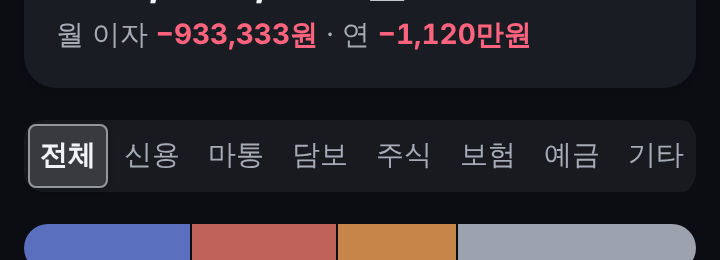 월 이자 −933,333원 · 연 −1,120만원
전체 신용 마통 담보 주식 보험 예금 기타